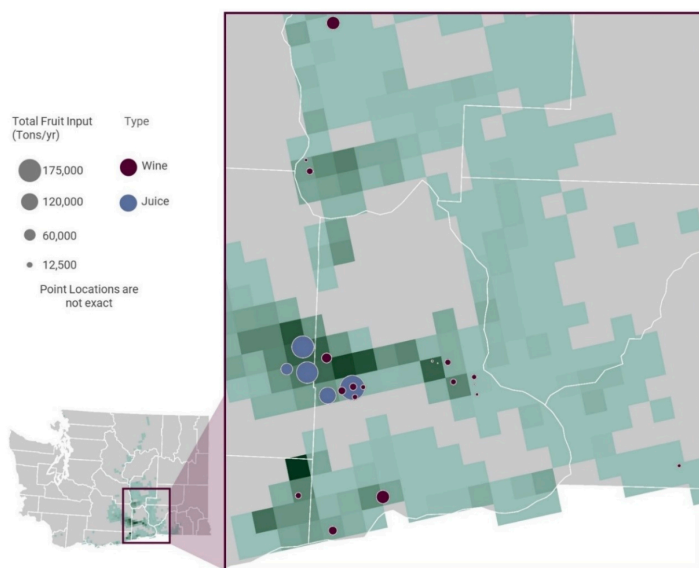 Total Fruit Input
(Tons/yr)
Type
175,000
Wine
120,000
Juice
60,000
12,500
Point Locations are
not exact